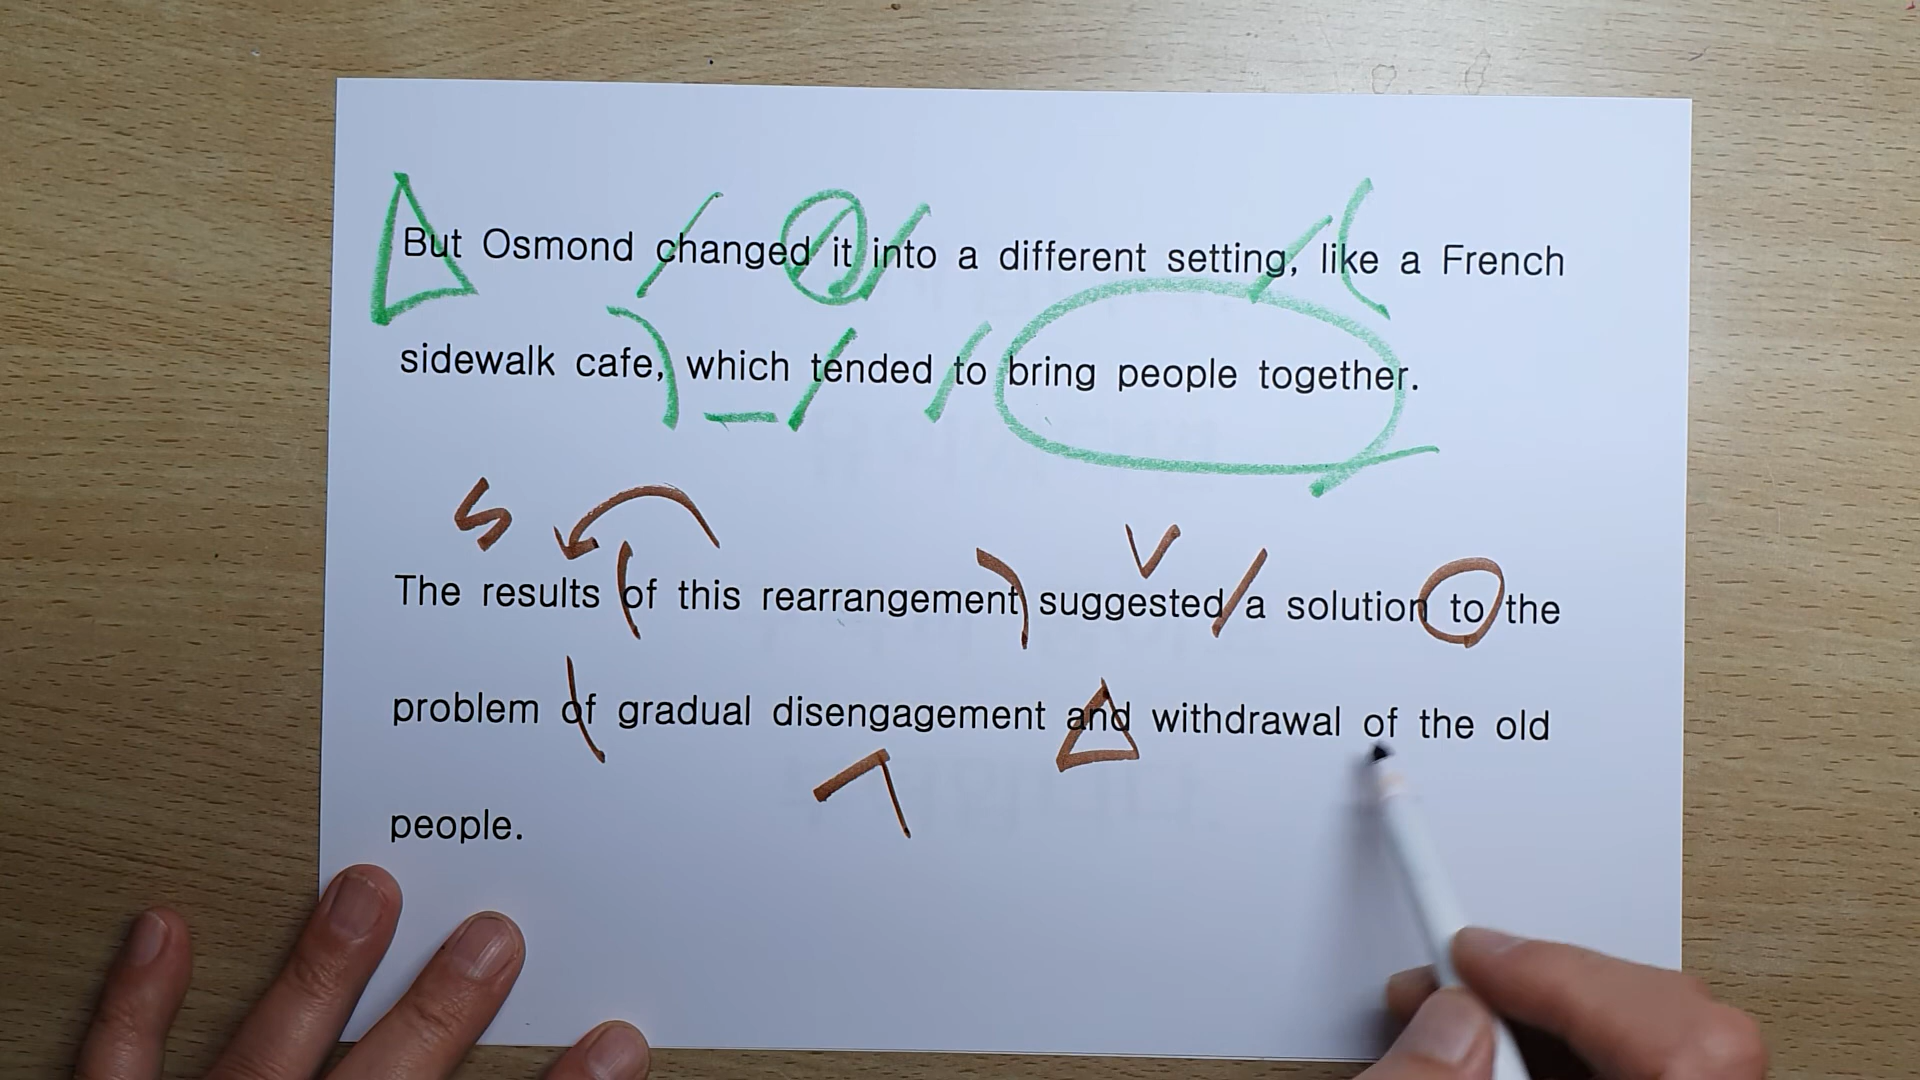 But Osmond changed it into a different setting, like a French
sidewalk cafe, which tended to bring people together.
S
V
The results of this rearrangement suggested a solution to the
problem of gradual disengagement and withdrawal of the old
people.